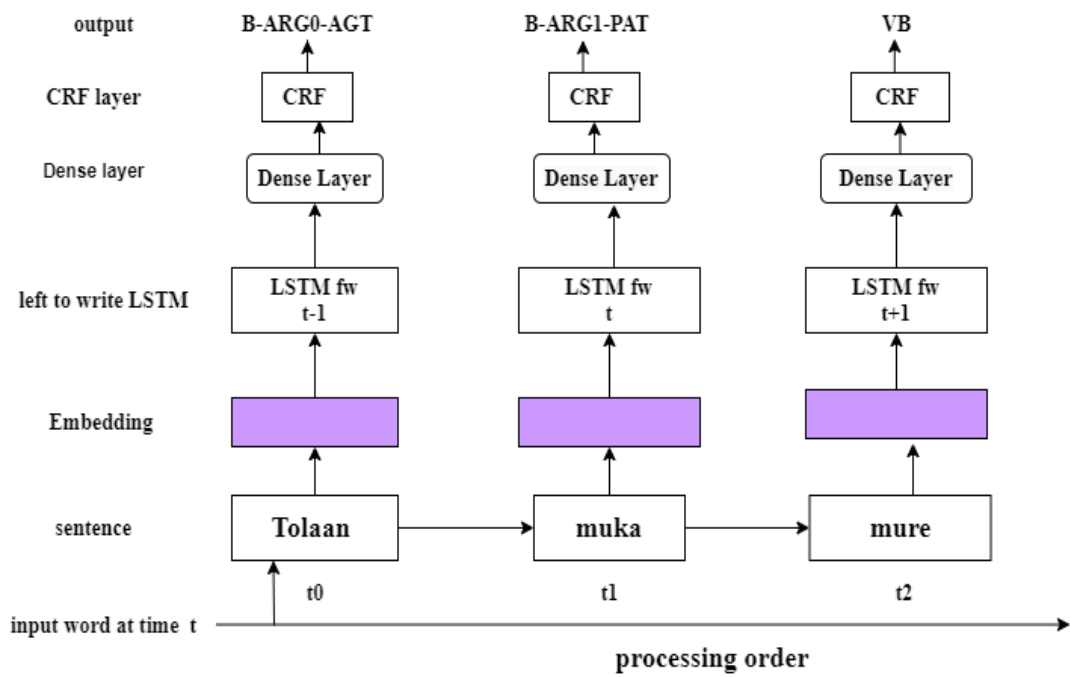 output B-ARG0-AGT B-ARG1-PAT VB
CRF layer CRF CRF CRF
Dense layer Dense Layer Dense Layer Dense Layer
left to write LSTM LSTM fw t-1 LSTM fw t LSTM fw t+1
Embedding
sentence Tolaan muka mure
t0 t1 t2
input word at time t
processing order